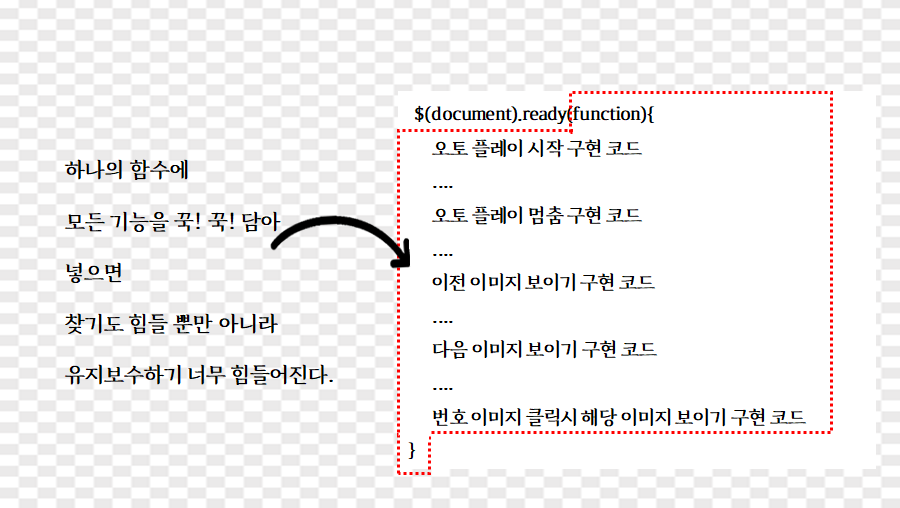 하나의 함수에
모든 기능을 꾹! 꾹! 담아
넣으면
찾기도 힘들 뿐만 아니라
유지보수하기 너무 힘들어진다.
$(document).ready(function){
오토 플레이 시작 구현 코드
....
오토 플레이 멈춤 구현 코드
....
이전 이미지 보이기 구현 코드
....
다음 이미지 보이기 구현 코드
....
번호 이미지 클릭시 해당 이미지 보이기 구현 코드
}